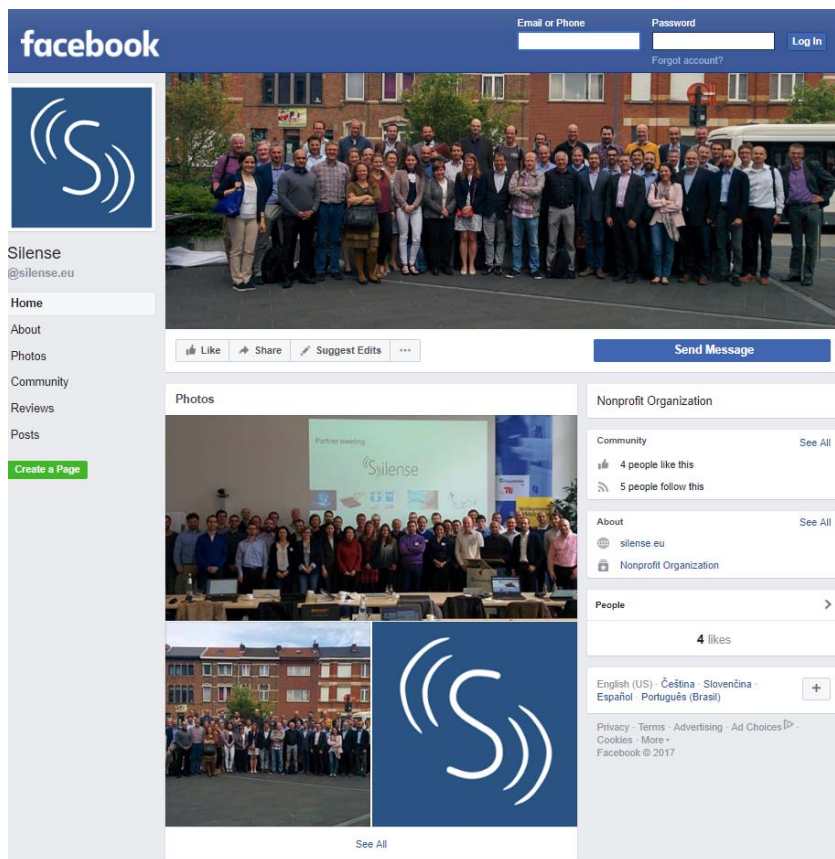 Email or Phone
Password
facebook
Log In
Forgot account?
S
Silense
@silense.eu
Home
About
Photos
Community
Reviews
Posts
Create a Page
Like
Share
Suggest Edits
Send Message
Photos
Partner meeting
Silense
S
See All
Nonprofit Organization
Community
See All
4 people like this
5 people follow this
About
See All
silense.eu
Nonprofit Organization
People
4 likes
English (US) · Čeština · Slovenčina ·
Español · Português (Brasil)
Privacy · Terms · Advertising · Ad Choices ·
Cookies · More
Facebook © 2017